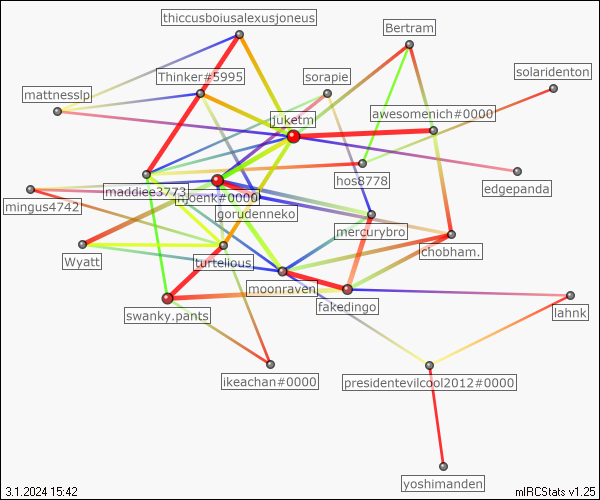 thiccusboiusalexusjoneus
Bertram
Thinker#5995
sorapie
solaridenton
mattnesslp
juketm
awesomenich#0000
maddiee3773
hos8778
edgepanda
mingus4742
njoenk#0000
gorudenneko
mercurybro
Wyatt
turtelious
chobham.
moonraven
swanky.pants
fakedingo
lahnk
ikeachan#0000
presidentevilcool2012#0000
yoshimanden
3.1.2024 15:42
mIRCStats v1.25